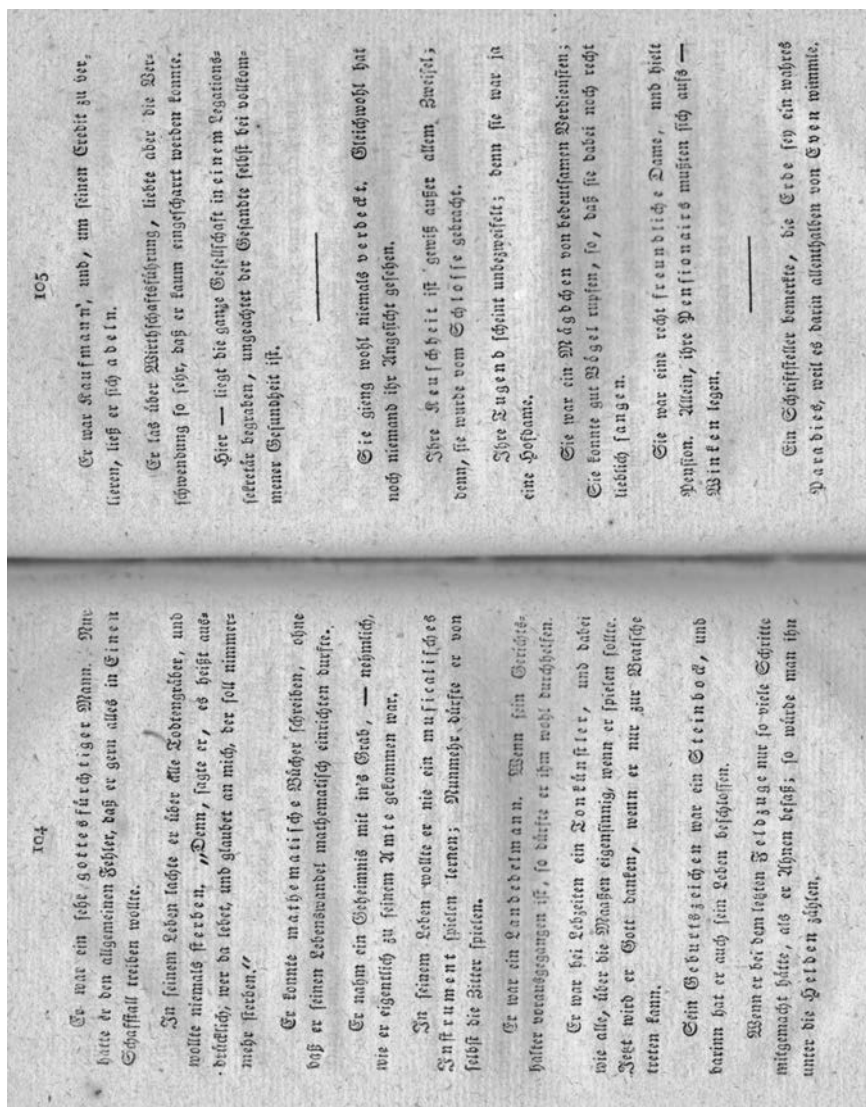 104
Er war ein sehr gottesfürchtiger Mann. Nur
hatte er den allgemeinen Fehler, daß er gern alles in Einen
Schafstall treiben wollte.
In seinem Leben lachte er über alle Todtengräber, und
wollte niemals sterben. „Denn, sagte er, es heißt aus-
drücklich, wer da lebet, und glaubet an mich, der soll nimmer-
mehr sterben.„
Er konnte mathematische Bücher schreiben, ohne
daß er seinen Lebenswandel mathematisch einrichten durfte.
Er nahm ein Geheimnis mit in's Grab, — nehmlich,
wie er eigentlich zu seinem Amte gekommen war.
In seinem Leben wollte er nie ein musicalisches
Instrument spielen lernen; Nunmehr dürfte er von
selbst die Zitter spielen.
Er war ein Landedelmann. Wenn sein Gerichts-
halter vorausgegangen ist, so dürfte er ihm wohl durchhelfen.
Er war bei Lebzeiten ein Tonkünstler, und dabei
wie alle, über die Maaßen eigensinnig, wenn er spielen sollte.
Jetzt wird er Gott danken, wenn er nur zur Bratsche
treten kann.
Sein Geburtszeichen war ein Steinbock, und
darinn hat er auch sein Leben beschlossen.
Wenn er bei dem letzten Feldzuge nur so viele Schritte
mitgemacht hätte, als er Ahnen besaß; so würde man ihn
unter die Helden zählen.
105
Er war Kaufmann, und, um seinen Credit zu ver-
lieren, ließ er sich adeln.
Er las über Wirthschaftsführung, liebte aber die Ver-
schwendung so sehr, daß er kaum eingescharrt werden konnte.
Hier — liegt die ganze Gesellschaft in einem Legations-
sekretär begraben, ungeachtet der Gesandte selbst bei vollkom-
mener Gesundheit ist.
Sie gieng wohl niemals verdeckt. Gleichwohl hat
noch niemand ihr Angesicht gesehen.
Ihre Keuschheit ist gewiß außer allem Zweifel;
denn, sie wurde vom Schlosse gebracht.
Ihre Tugend scheint unbezweifelt; denn sie war ja
eine Hofdame.
Sie war ein Mägdchen von bedeutsamen Verdiensten;
Sie konnte gut Vögel rupfen, so, daß sie dabei noch recht
lieblich sangen.
Sie war eine recht freundliche Dame, und hielt
Pension. Allein, ihre Pensionairs mußten sich aufs —
Winken legen.
Ein Schriftsteller bemerkte, die Erde sey ein wahres
Paradies, weil es darin allenthalben von Even wimmle.